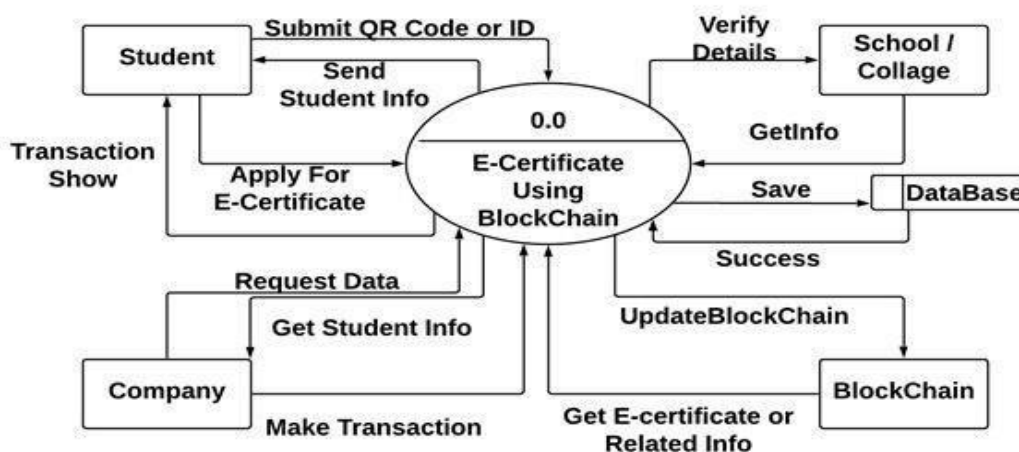 Submit QR Code or ID
Student
Send
Student Info
Verify
Details
School /
Collage
0.0
E-Certificate
Using
BlockChain
GetInfo
Transaction
Show
Apply For
E-Certificate
Save
DataBase
Success
Request Data
Get Student Info
UpdateBlockChain
Company
BlockChain
Make Transaction
Get E-certificate or
Related Info